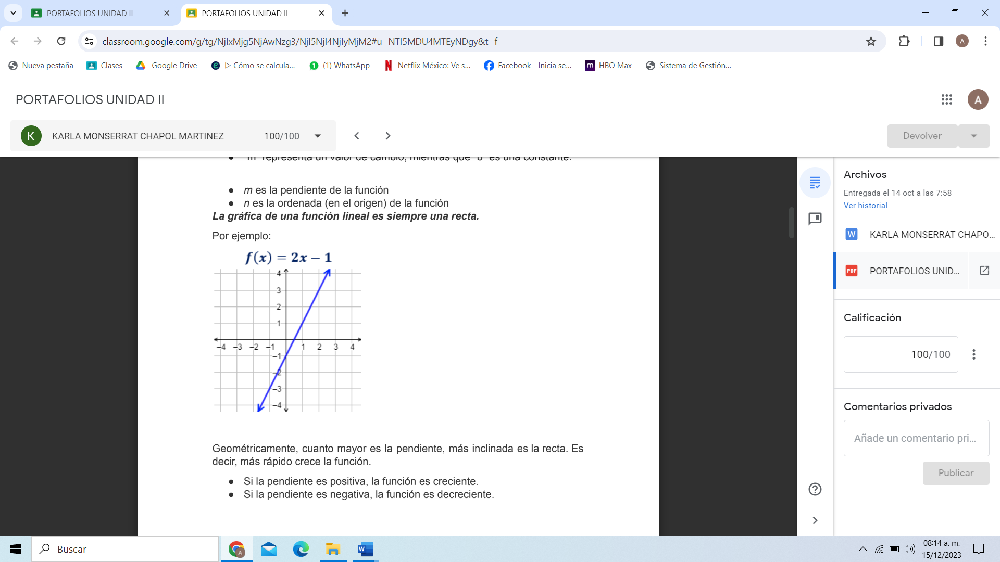 PORTAFOLIOS UNIDAD II
PORTAFOLIOS UNIDAD II
classroom.google.com/g/tg/NjIxMjg5NjAwNzg3/NjI5NjI4NjIyMjM2#u=NTI5MDU4MTEyNDgy&t=f
A
Nueva pestaña
Clases
Google Drive
▷ Cómo se calcula...
(1) WhatsApp
Netflix México: Ve s...
Facebook - Inicia se...
HBO Max
Sistema de Gestión...
PORTAFOLIOS UNIDAD II
A
K
KARLA MONSERRAT CHAPOL MARTINEZ
100/100
Devolver
"m" representa un valor de cambio, mientras que "b" es una constante.
● m es la pendiente de la función
● n es la ordenada (en el origen) de la función
La gráfica de una función lineal es siempre una recta.
Por ejemplo:
f(x) = 2x − 1
4
3
2
1
−4 −3 −2 −1 1 2 3 4
−1
−2
−3
−4
Geométricamente, cuanto mayor es la pendiente, más inclinada es la recta. Es
decir, más rápido crece la función.
● Si la pendiente es positiva, la función es creciente.
● Si la pendiente es negativa, la función es decreciente.
Archivos
Entregada el 14 oct a las 7:58
Ver historial
W
KARLA MONSERRAT CHAPO...
PDF
PORTAFOLIOS UNID...
Calificación
100/100
Comentarios privados
Añade un comentario pri...
Publicar
Buscar
08:14 a. m.
15/12/2023